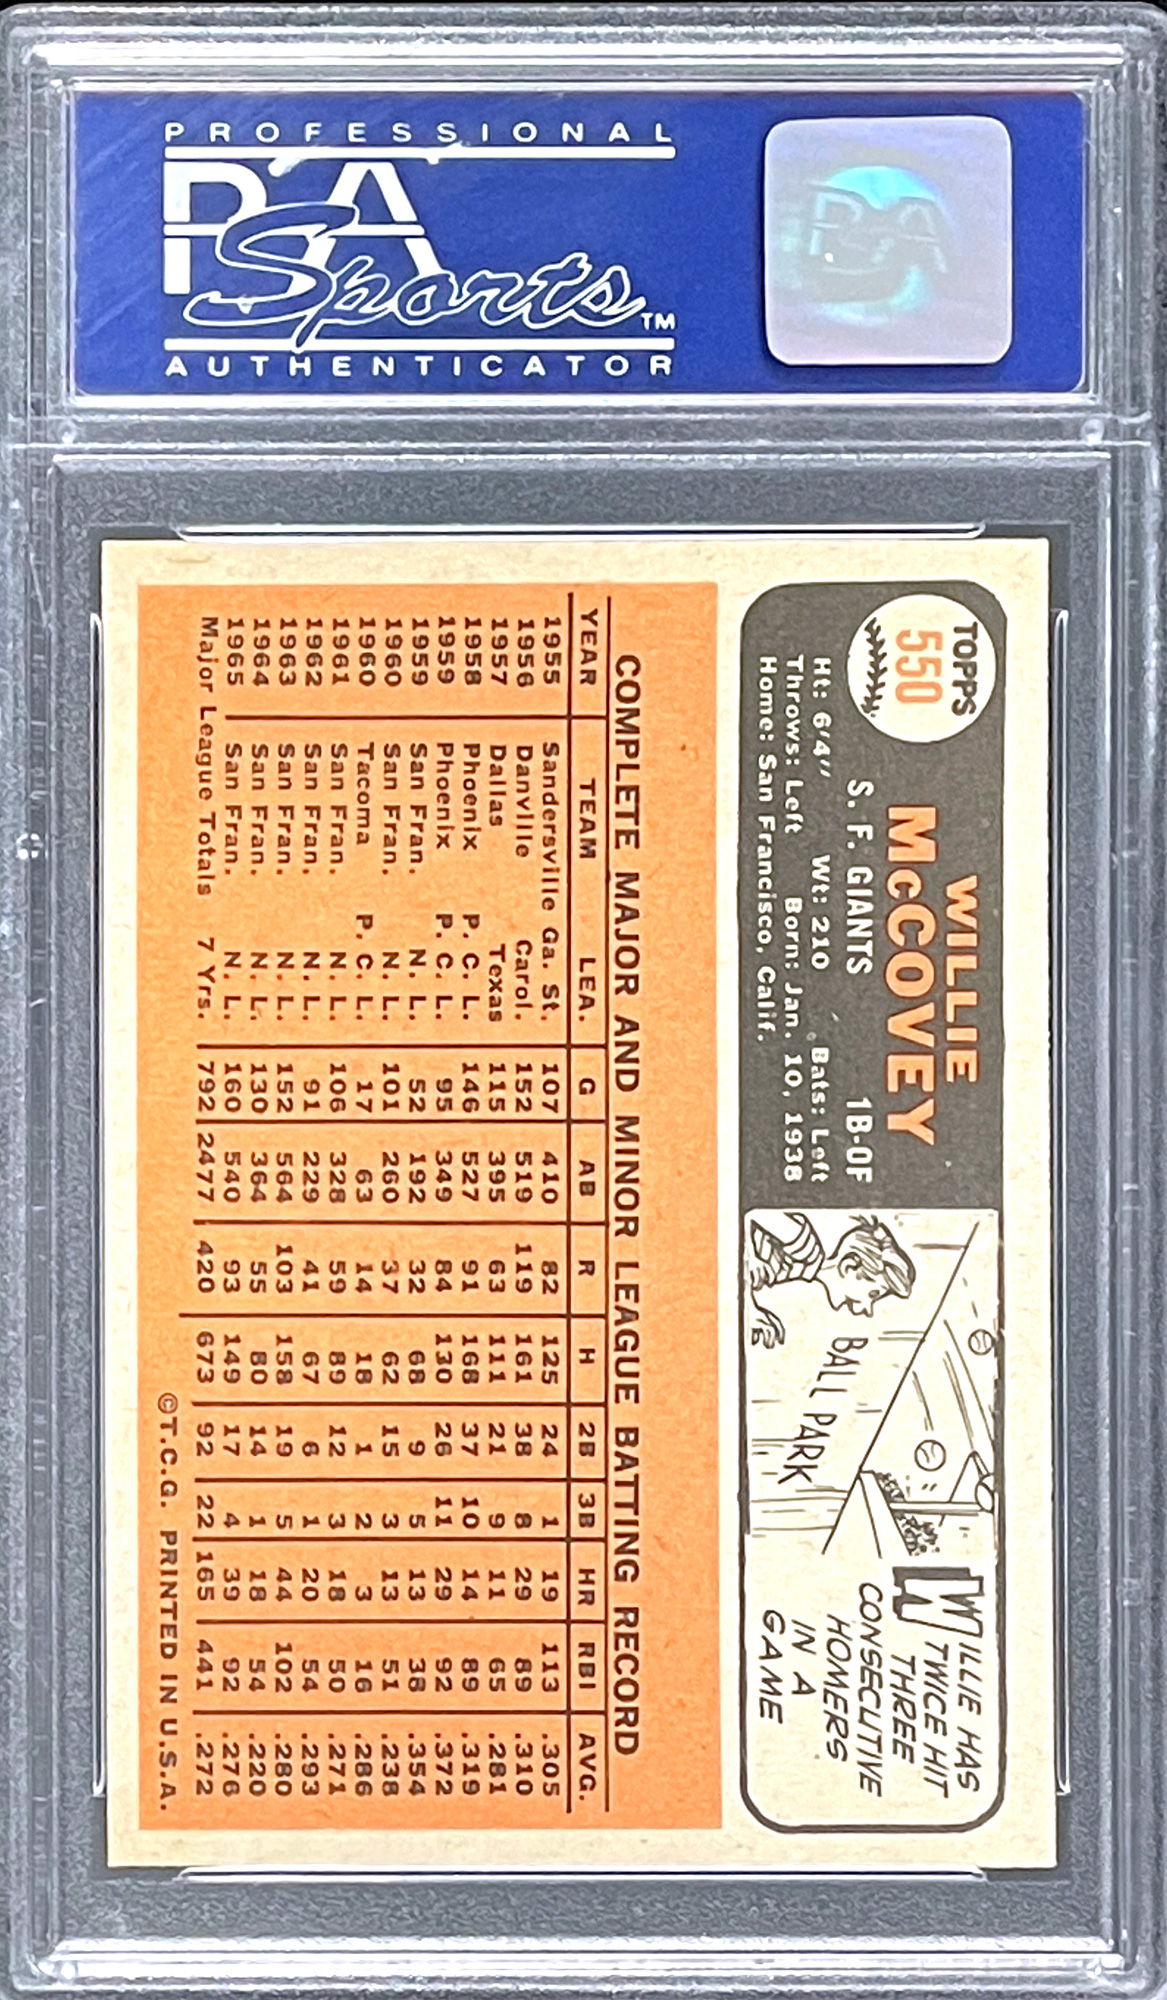 PROFESSIONAL
PSA
Sports™
AUTHENTICATOR
TOPPS
550
WILLIE
McCOVEY
S. F. GIANTS 1B-OF
Ht: 6'4" Wt: 210 Bats: Left
Throws: Left Born: Jan. 10, 1938
Home: San Francisco, Calif.
BALL PARK
WILLIE HAS
TWICE HIT
THREE
CONSECUTIVE
HOMERS
IN A
GAME
COMPLETE MAJOR AND MINOR LEAGUE BATTING RECORD
YEAR TEAM LEA. G AB R H 2B 3B HR RBI AVG.
1955 Sandersville Ga. St. 107 410 82 125 24 1 19 113 .305
1956 Danville Carol. 152 519 119 161 38 8 29 89 .310
1957 Dallas Texas 115 395 63 111 21 9 11 65 .281
1958 Phoenix P. C. L. 146 527 91 168 37 10 14 89 .319
1959 Phoenix P. C. L. 95 349 84 130 26 11 29 92 .372
1959 San Fran. N. L. 52 192 32 68 9 5 13 38 .354
1960 San Fran. N. L. 101 260 37 62 15 3 13 51 .238
1960 Tacoma P. C. L. 17 63 14 18 1 2 3 16 .286
1961 San Fran. N. L. 106 328 59 89 12 3 18 50 .271
1962 San Fran. N. L. 91 229 41 67 6 1 20 54 .293
1963 San Fran. N. L. 152 564 103 158 19 5 44 102 .280
1964 San Fran. N. L. 130 364 55 80 14 1 18 54 .220
1965 San Fran. N. L. 160 540 93 149 17 4 39 92 .276
Major League Totals 7 Yrs. 792 2477 420 673 92 22 165 441 .272
©T.C.G. PRINTED IN U.S.A.